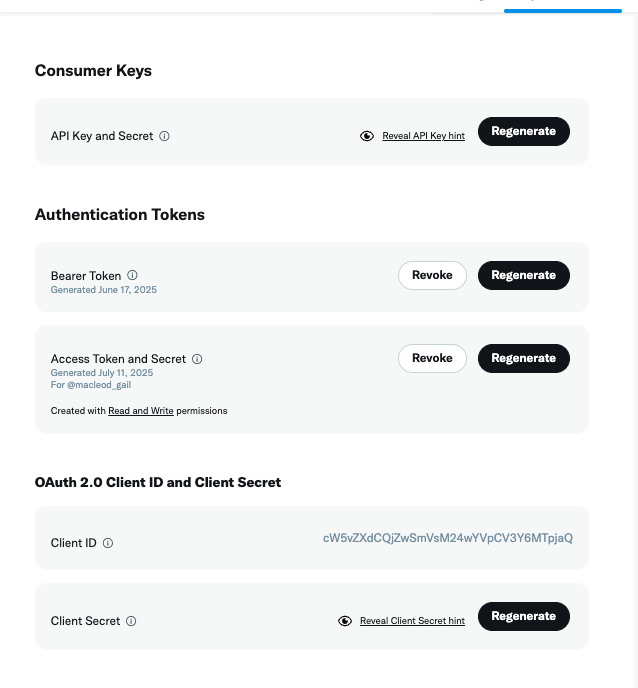 Consumer Keys
API Key and Secret
Reveal API Key hint
Regenerate
Authentication Tokens
Bearer Token
Generated June 17, 2025
Revoke
Regenerate
Access Token and Secret
Generated July 11, 2025
For @macleod_gail
Revoke
Regenerate
Created with Read and Write permissions
OAuth 2.0 Client ID and Client Secret
Client ID
cW5vZXdCQjZwSmVsM24wYVpCV3Y6MTpjaQ
Client Secret
Reveal Client Secret hint
Regenerate